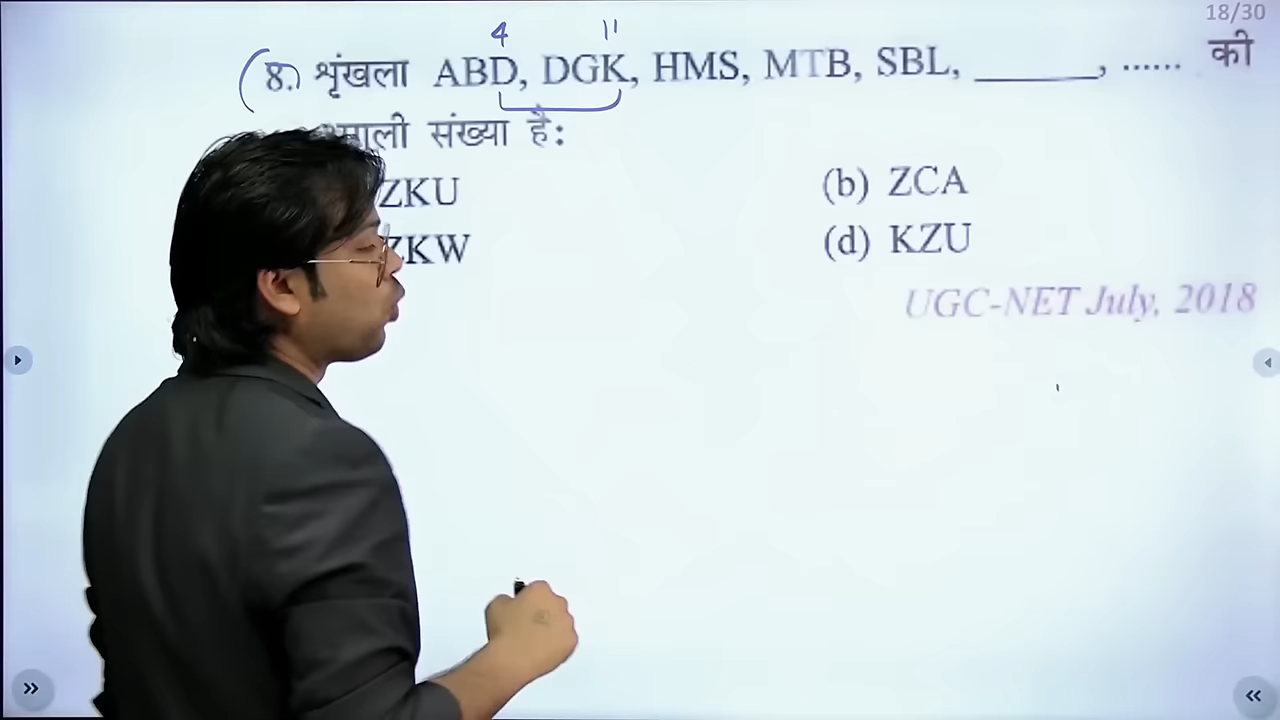 18/30
4 11
(8.) शृंखला ABD, DGK, HMS, MTB, SBL, ______, ...... की
संख्या है:
ZKU (b) ZCA
ZKW (d) KZU
UGC-NET July, 2018